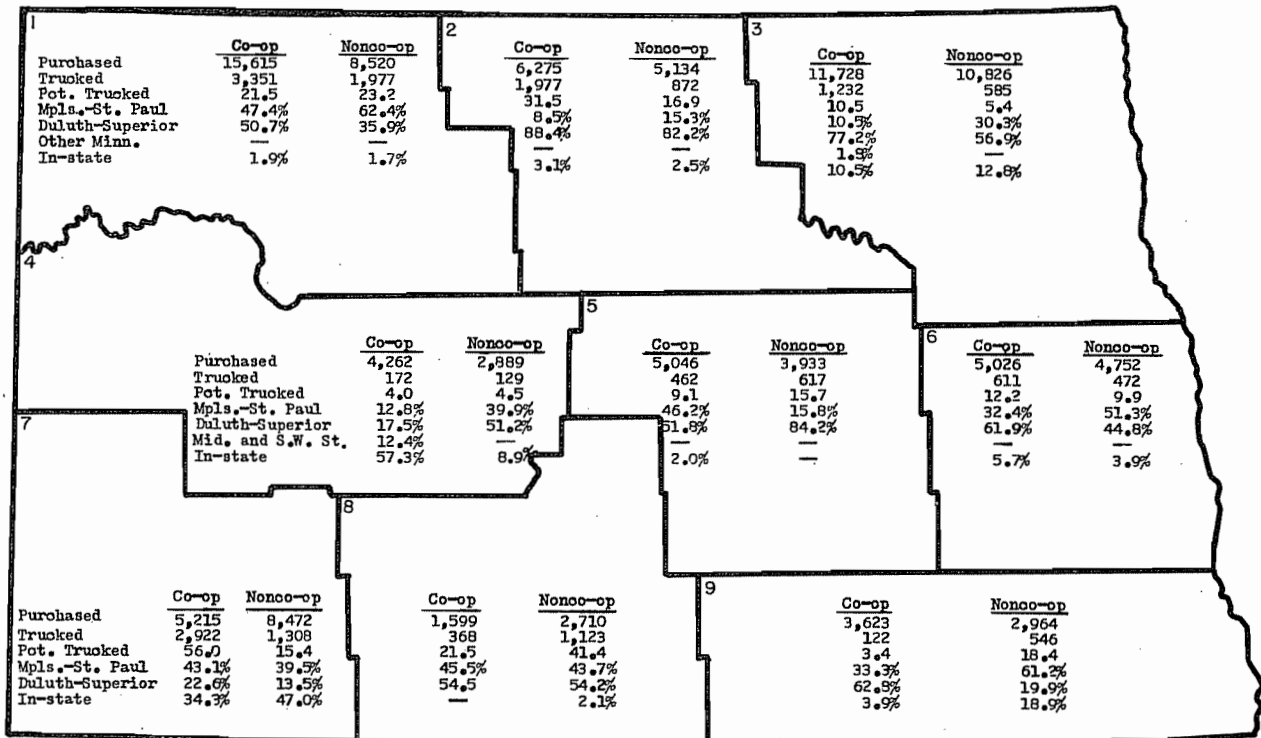 1
Co-op Nonco-op
Purchased 15,615 8,520
Trucked 3,351 1,977
Pct. Trucked 21.5 23.2
Mpls.-St. Paul 47.4% 62.4%
Duluth-Superior 50.7% 35.9%
Other Minn. — —
In-state 1.9% 1.7%
2
Co-op Nonco-op
6,275 5,134
1,977 872
31.5 16.9
8.5% 15.3%
88.4% 82.2%
— —
3.1% 2.5%
3
Co-op Nonco-op
11,728 10,826
1,232 585
10.5 5.4
10.5% 30.3%
77.2% 56.9%
1.8% —
10.5% 12.8%
4
Co-op Nonco-op
Purchased 4,262 2,889
Trucked 172 129
Pct. Trucked 4.0 4.5
Mpls.-St. Paul 12.8% 39.9%
Duluth-Superior 17.5% 51.2%
Mid. and S.W. St. 12.4% —
In-state 57.3% 8.9%
5
Co-op Nonco-op
5,046 3,933
462 617
9.1 15.7
46.2% 15.8%
51.8% 84.2%
— —
2.0% —
6
Co-op Nonco-op
5,026 4,752
611 472
12.2 9.9
32.4% 51.3%
61.9% 44.8%
— —
5.7% 3.9%
7
Co-op Nonco-op
Purchased 5,215 8,472
Trucked 2,922 1,308
Pct. Trucked 56.0 15.4
Mpls.-St. Paul 43.1% 39.5%
Duluth-Superior 22.6% 13.5%
In-state 34.3% 47.0%
8
Co-op Nonco-op
1,599 2,710
368 1,123
21.5 41.4
45.5% 43.7%
54.5 54.2%
— 2.1%
9
Co-op Nonco-op
3,623 2,964
122 546
3.4 18.4
33.3% 61.2%
62.8% 19.9%
3.9% 18.9%